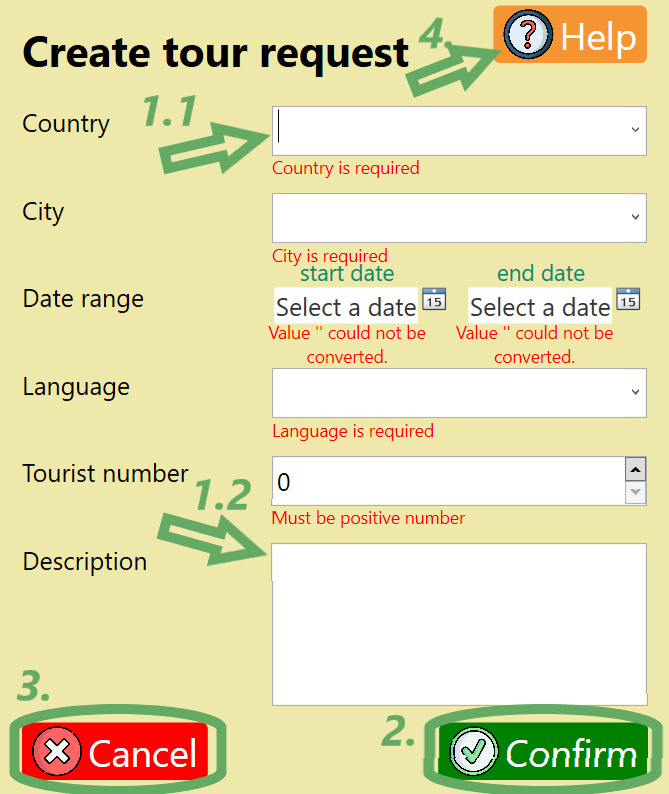 Create tour request
4.
Help
Country
1.1
Country is required
City
City is required
start date
end date
Date range
Select a date
15
Select a date
15
Value '' could not be
converted.
Value '' could not be
converted.
Language
Language is required
Tourist number
0
1.2
Must be positive number
Description
3.
Cancel
2.
Confirm